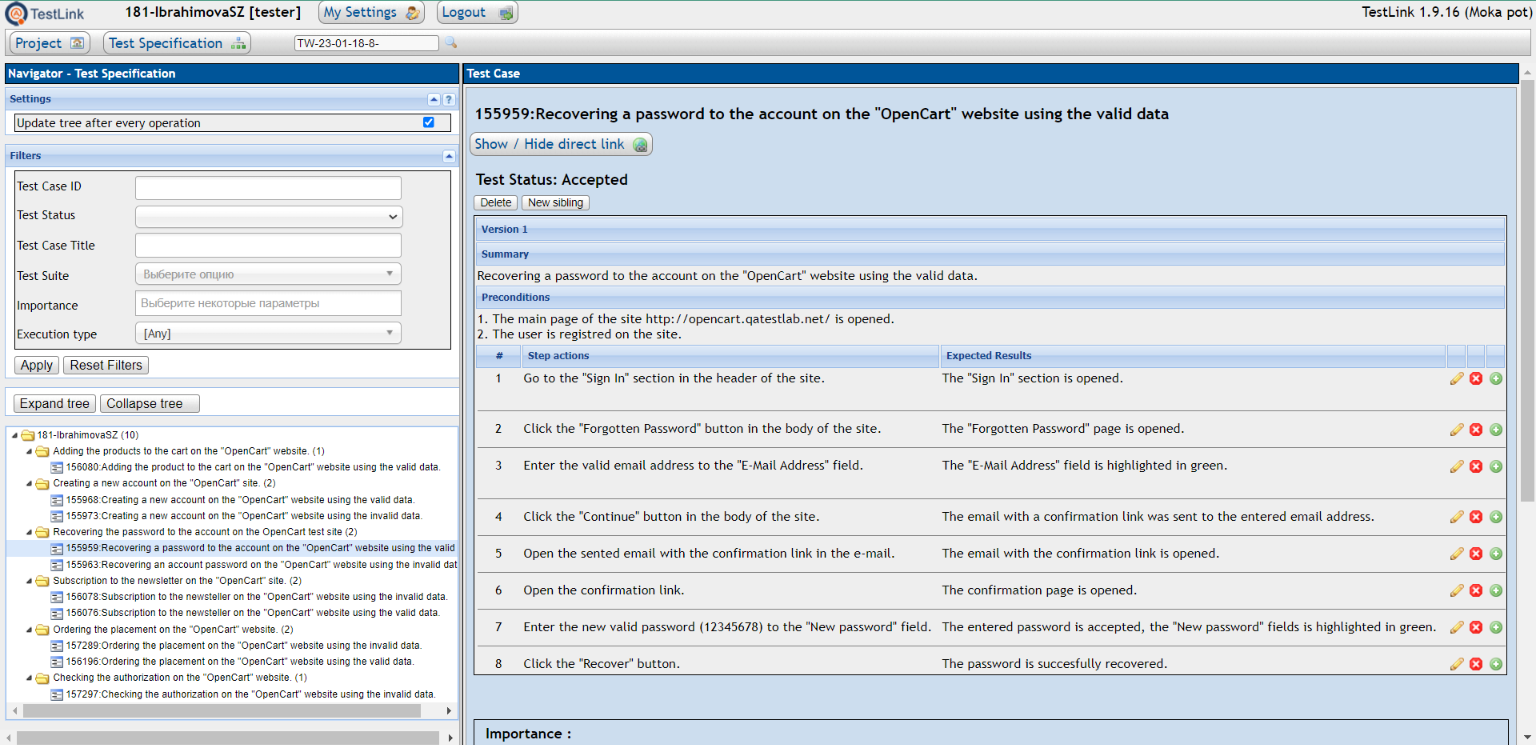 TestLink
181-IbrahimovaSZ [tester]
My Settings
Logout
TestLink 1.9.16 (Moka pot)
Project
Test Specification
TW-23-01-18-8-
Navigator - Test Specification
Settings
?
Update tree after every operation
Filters
Test Case ID
Test Status
Test Case Title
Test Suite
Выберите опцию
Importance
Выберите некоторые параметры
Execution type
[Any]
Apply
Reset Filters
Expand tree
Collapse tree
181-IbrahimovaSZ (10)
Adding the products to the cart on the "OpenCart" website. (1)
156080:Adding the product to the cart on the "OpenCart" website using the valid data.
Creating a new account on the "OpenCart" site. (2)
155968:Creating a new account on the "OpenCart" website using the valid data.
155973:Creating a new account on the "OpenCart" website using the invalid data.
Recovering the password to the account on the OpenCart test site (2)
155959:Recovering a password to the account on the "OpenCart" website using the valid
155963:Recovering an account password on the "OpenCart" website using the invalid dat
Subscription to the newsletter on the "OpenCart" site. (2)
156078:Subscription to the newsteller on the "OpenCart" website using the invalid data.
156076:Subscription to the newsteller on the "OpenCart" website using the valid data.
Ordering the placement on the "OpenCart" website. (2)
157289:Ordering the placement on the "OpenCart" website using the invalid data.
156196:Ordering the placement on the "OpenCart" website using the valid data.
Checking the authorization on the "OpenCart" website. (1)
157297:Checking the authorization on the "OpenCart" website using the invalid data.
Test Case
155959:Recovering a password to the account on the "OpenCart" website using the valid data
Show / Hide direct link
Test Status: Accepted
Delete
New sibling
Version 1
Summary
Recovering a password to the account on the "OpenCart" website using the valid data.
Preconditions
1. The main page of the site http://opencart.qatestlab.net/ is opened.
2. The user is registred on the site.
# Step actions Expected Results
1 Go to the "Sign In" section in the header of the site. The "Sign In" section is opened.
2 Click the "Forgotten Password" button in the body of the site. The "Forgotten Password" page is opened.
3 Enter the valid email address to the "E-Mail Address" field. The "E-Mail Address" field is highlighted in green.
4 Click the "Continue" button in the body of the site. The email with a confirmation link was sent to the entered email address.
5 Open the sented email with the confirmation link in the e-mail. The email with the confirmation link is opened.
6 Open the confirmation link. The confirmation page is opened.
7 Enter the new valid password (12345678) to the "New password" field. The entered password is accepted, the "New password" fields is highlighted in green.
8 Click the "Recover" button. The password is succesfully recovered.
Importance :